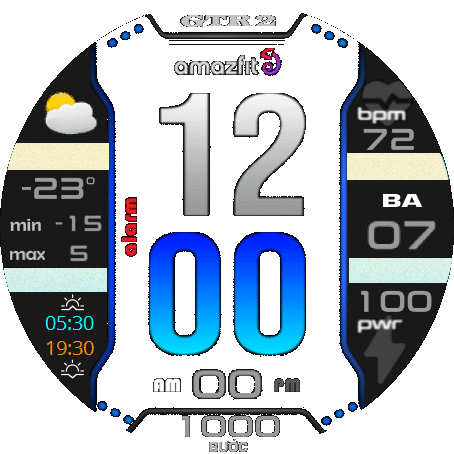 GTR 2
amazfit
12
00
alarm
AM 00 PM
1000
BƯỚC
-23°
min -15
max 5
05:30
19:30
bpm
72
BA
07
100
pwr